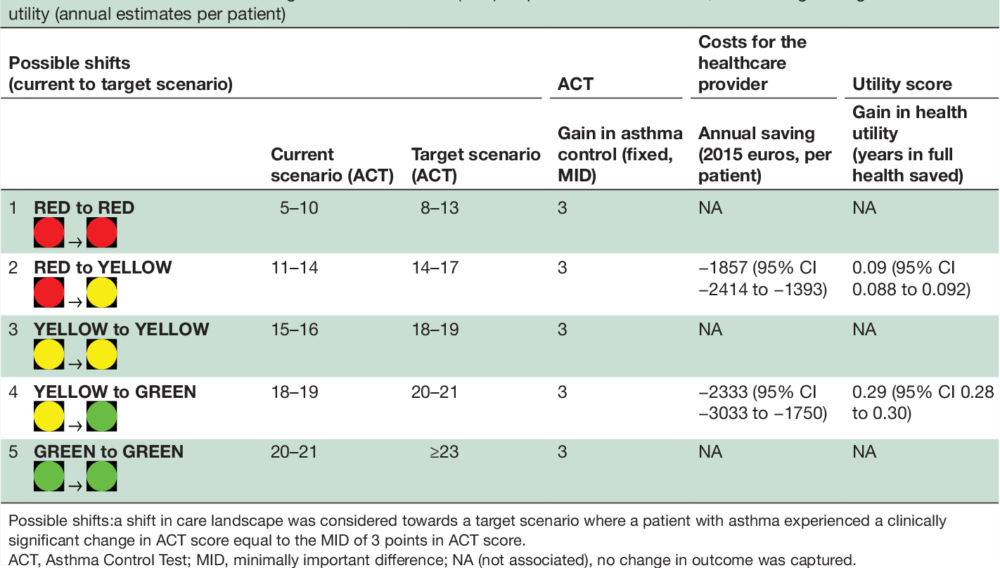 utility (annual estimates per patient)
Possible shifts
(current to target scenario)
ACT
Costs for the
healthcare
provider
Utility score
Current
scenario (ACT)
Target scenario
(ACT)
Gain in asthma
control (fixed,
MID)
Annual saving
(2015 euros, per
patient)
Gain in health
utility
(years in full
health saved)
1 RED to RED 5–10 8–13 3 NA NA
→
2 RED to YELLOW 11–14 14–17 3 −1857 (95% CI 0.09 (95% CI
→ −2414 to −1393) 0.088 to 0.092)
3 YELLOW to YELLOW 15–16 18–19 3 NA NA
→
4 YELLOW to GREEN 18–19 20–21 3 −2333 (95% CI 0.29 (95% CI 0.28
→ −3033 to −1750) to 0.30)
5 GREEN to GREEN 20–21 ≥23 3 NA NA
→
Possible shifts:a shift in care landscape was considered towards a target scenario where a patient with asthma experienced a clinically
significant change in ACT score equal to the MID of 3 points in ACT score.
ACT, Asthma Control Test; MID, minimally important difference; NA (not associated), no change in outcome was captured.